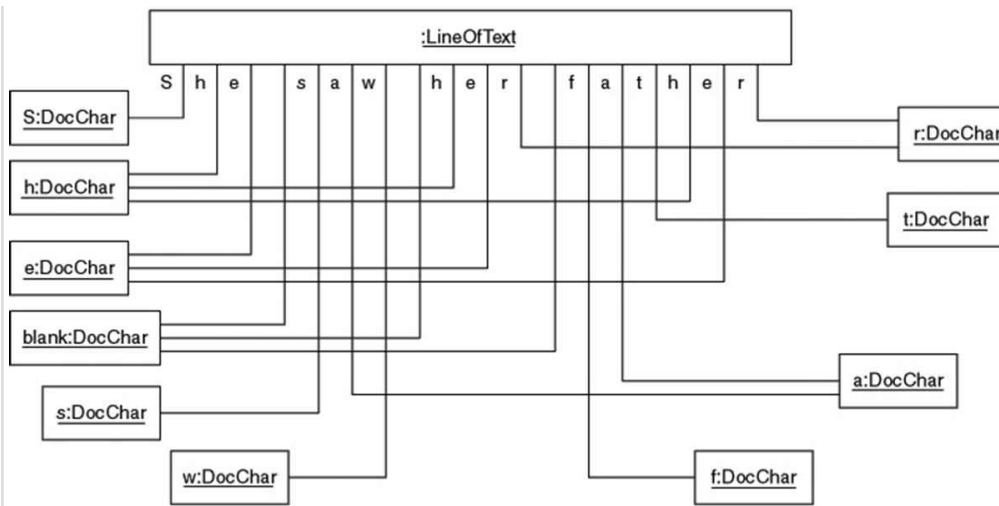 :LineOfText
S h e s a w h e r f a t h e r
S:DocChar
r:DocChar
h:DocChar
t:DocChar
e:DocChar
blank:DocChar
a:DocChar
s:DocChar
w:DocChar
f:DocChar